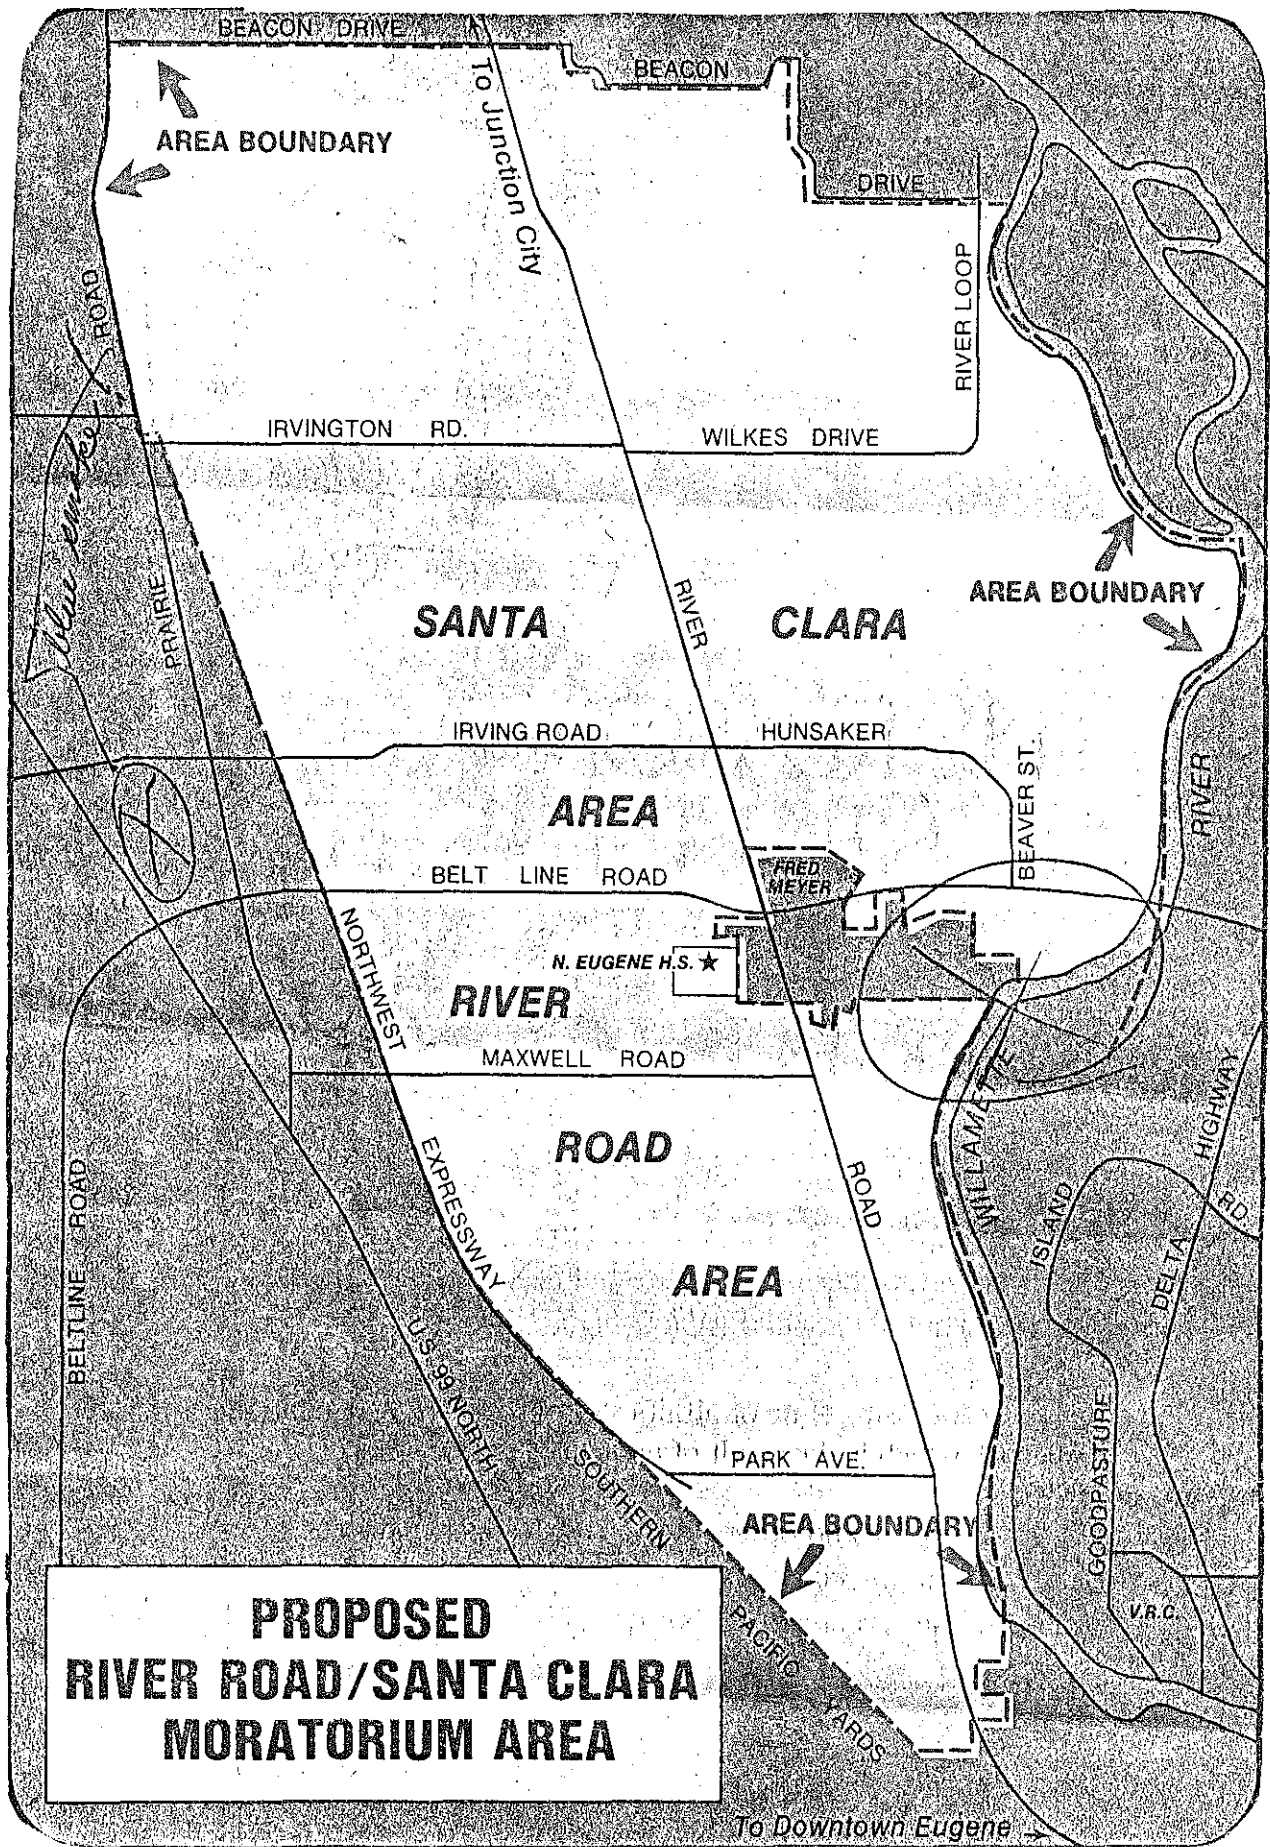 BEACON DRIVE
BEACON
To Junction City
AREA BOUNDARY
DRIVE
RIVER LOOP
ROAD
IRVINGTON RD.
WILKES DRIVE
blue
PRAIRIE
RIVER
AREA BOUNDARY
SANTA CLARA
IRVING ROAD
HUNSAKER
BEAVER ST.
RIVER
AREA
BELT LINE ROAD
FRED
MEYER
NORTHWEST
N. EUGENE H.S.
RIVER
MAXWELL ROAD
WILLAMETTE
HIGHWAY
ROAD
EXPRESSWAY
ROAD
BELTLINE ROAD
ISLAND
RD.
DELTA
AREA
U.S. 99 NORTH
GOODPASTURE
SOUTHERN
PARK AVE.
AREA BOUNDARY
V.R.C.
PACIFIC
YARDS
PROPOSED
RIVER ROAD/SANTA CLARA
MORATORIUM AREA
To Downtown Eugene